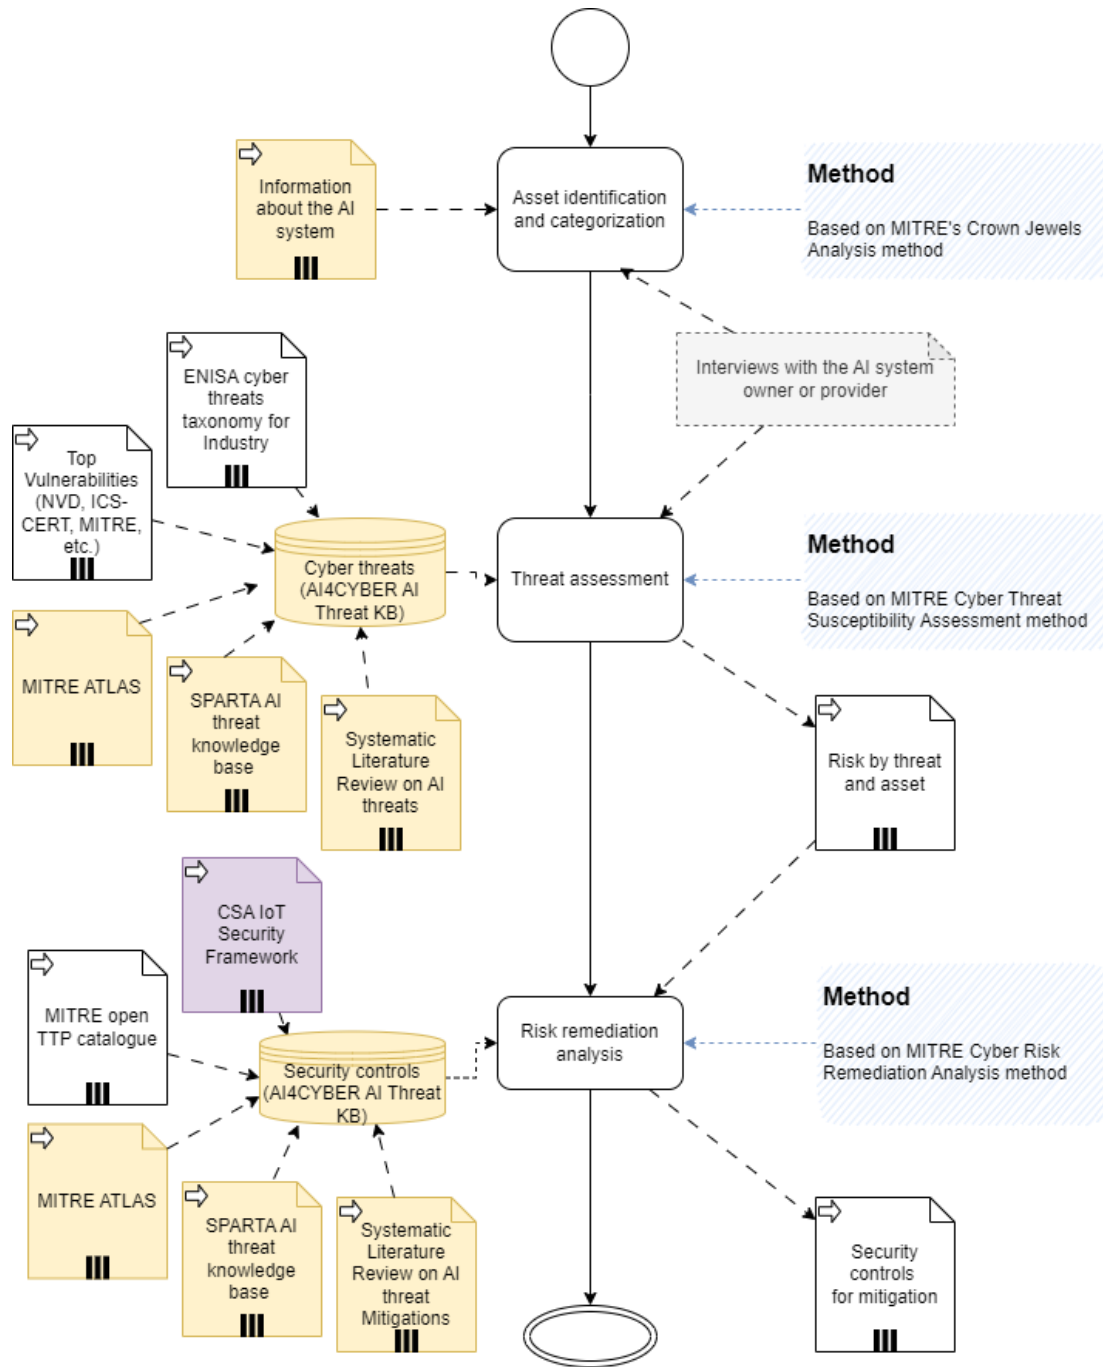 Information
about the AI
system
Asset identification
and categorization
Method
Based on MITRE's Crown Jewels
Analysis method
Interviews with the AI system
owner or provider
ENISA cyber
threats
taxonomy for
Industry
Top
Vulnerabilities
(NVD, ICS-
CERT, MITRE,
etc.)
Cyber threats
(AI4CYBER AI
Threat KB)
Threat assessment
Method
Based on MITRE Cyber Threat
Susceptibility Assessment method
MITRE ATLAS
SPARTA AI
threat
knowledge
base
Systematic
Literature
Review on AI
threats
Risk by threat
and asset
CSA IoT
Security
Framework
MITRE open
TTP catalogue
Security controls
(AI4CYBER AI Threat
KB)
Risk remediation
analysis
Method
Based on MITRE Cyber Risk
Remediation Analysis method
MITRE ATLAS
SPARTA AI
threat
knowledge
base
Systematic
Literature
Review on AI
threat
Mitigations
Security
controls
for mitigation